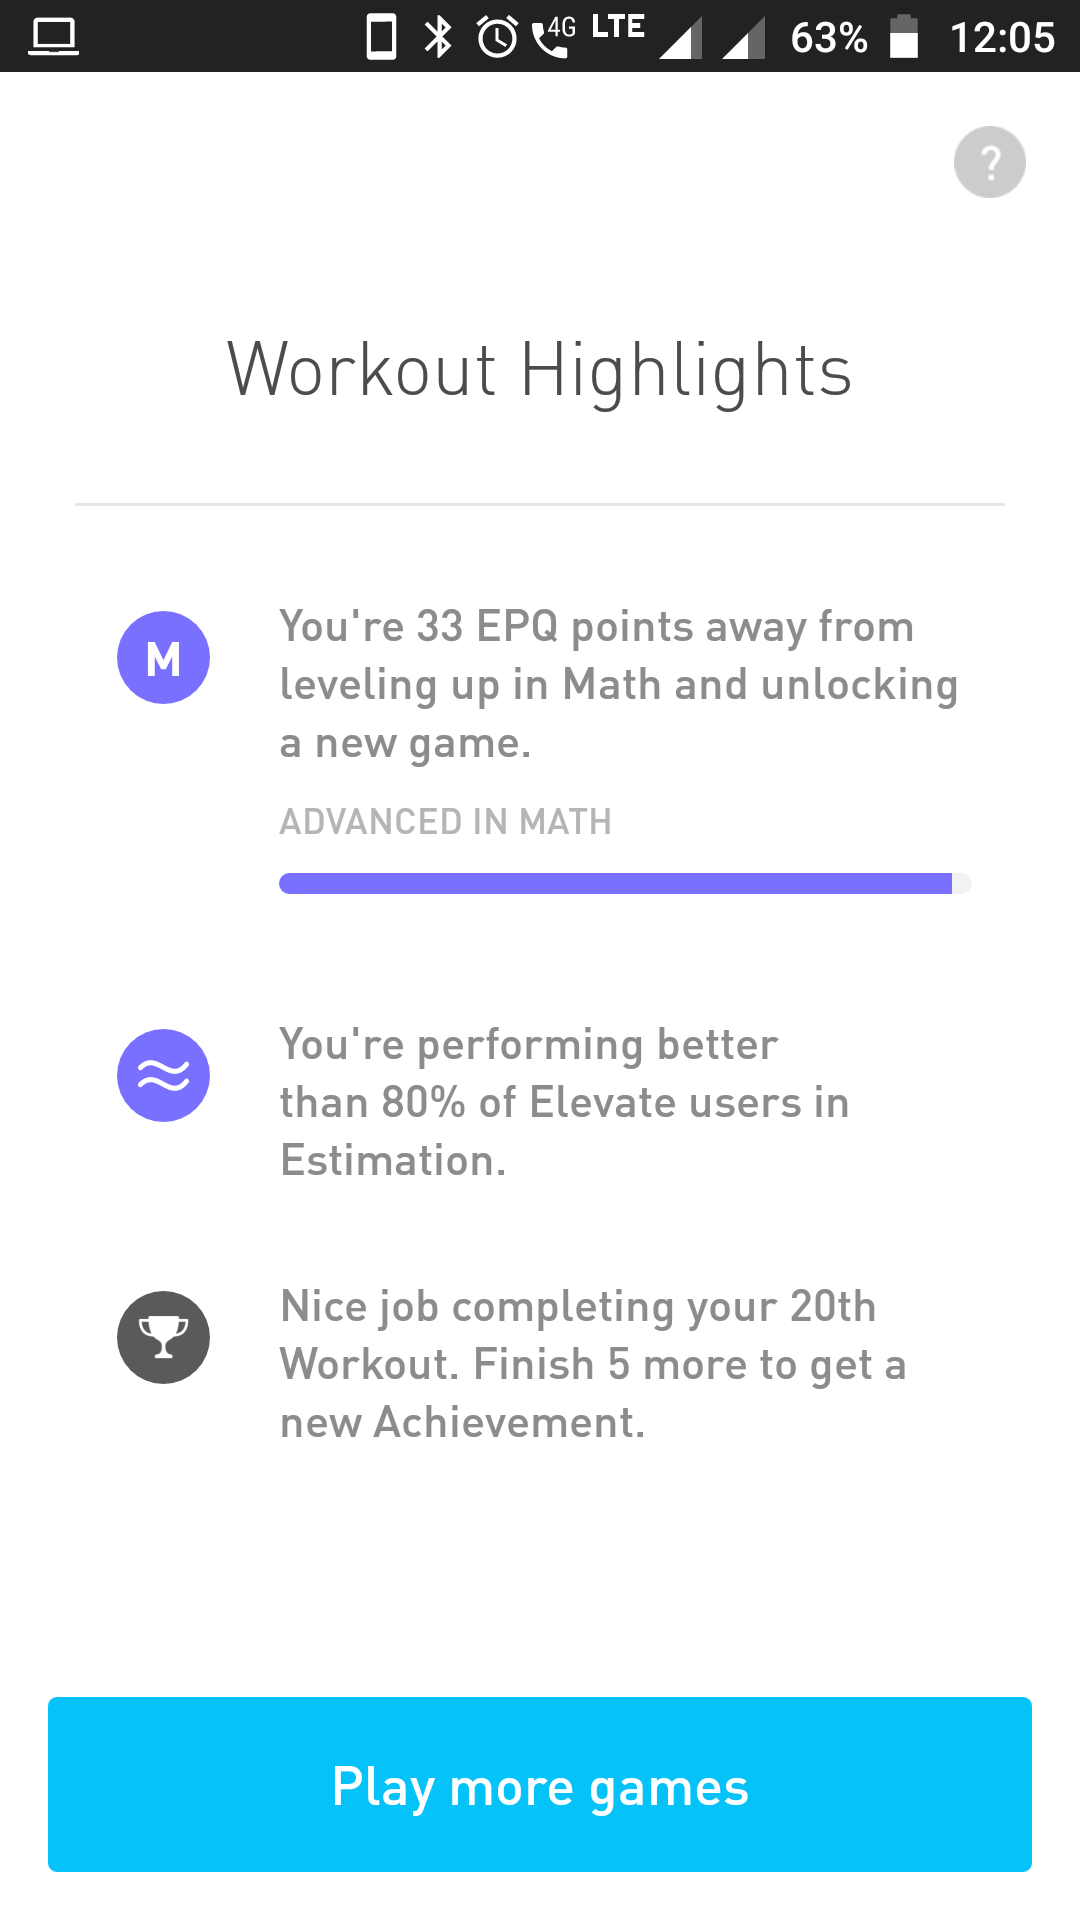 4G LTE 63% 12:05
?
Workout Highlights
M
You're 33 EPQ points away from
leveling up in Math and unlocking
a new game.
ADVANCED IN MATH
You're performing better
than 80% of Elevate users in
Estimation.
Nice job completing your 20th
Workout. Finish 5 more to get a
new Achievement.
Play more games